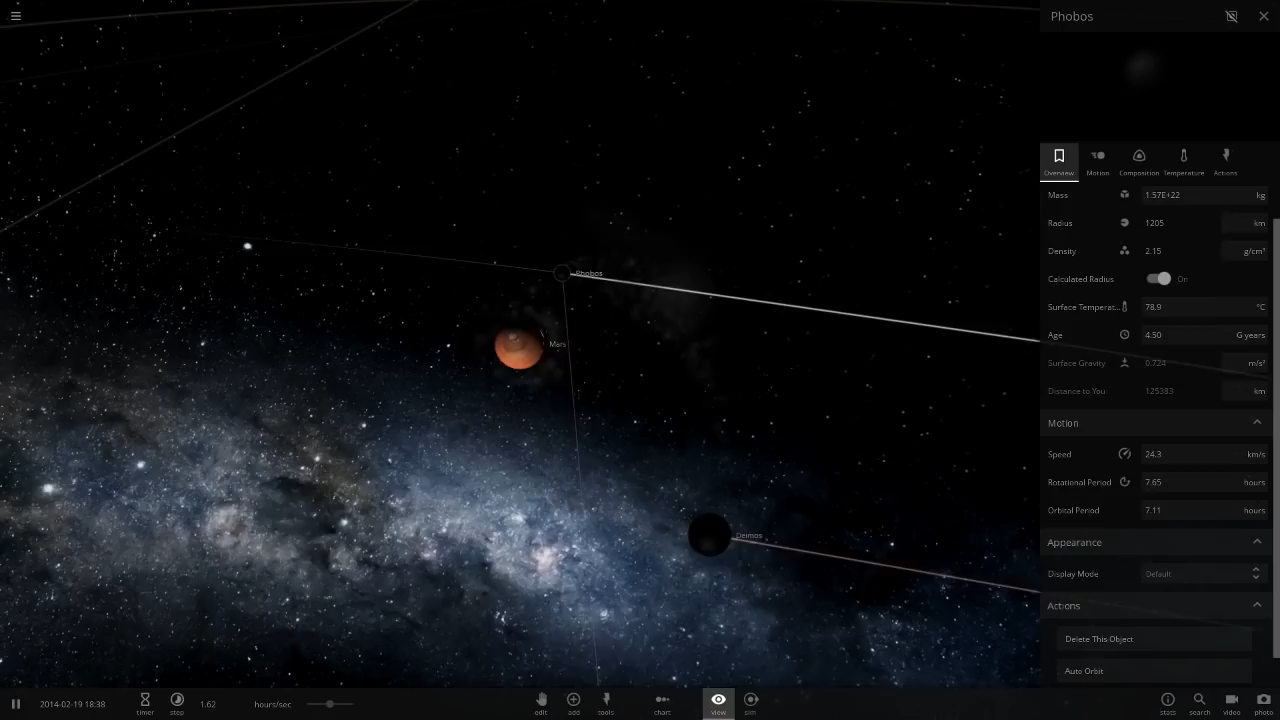 Phobos
Overview Motion Composition Temperature Actions
Mass 1.57E+22 kg
Radius 1205 km
Density 2.15 g/cm³
Calculated Radius On
Surface Temperat... 78.9 °C
Age 4.50 G years
Surface Gravity 0.724 m/s²
Distance to You 125383 km
Motion
Speed 24.3 km/s
Rotational Period 7.65 hours
Orbital Period 7.11 hours
Appearance
Display Mode Default
Actions
Delete This Object
Auto Orbit
Phobos
Mars
Deimos
2014-02-19 18:38 timer step 1.62 hours/sec edit add tools chart view sim stats search video photo